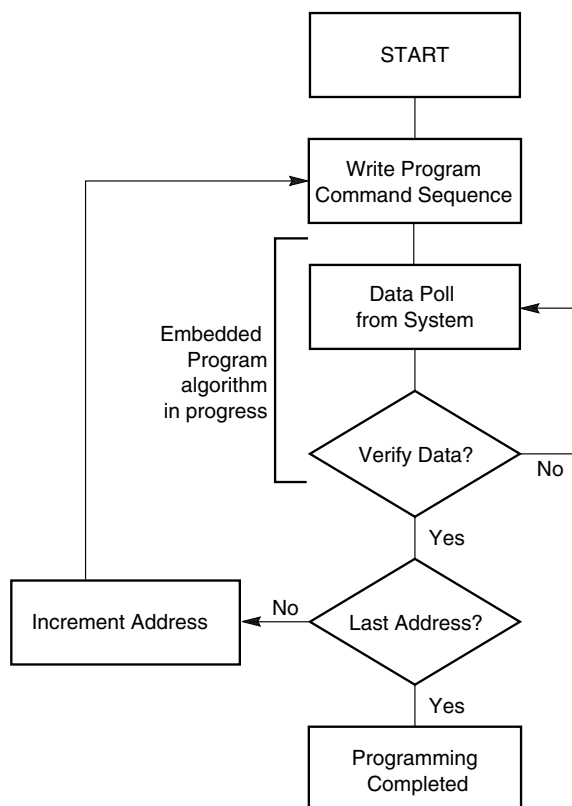 START
Write Program
Command Sequence
Data Poll
from System
Embedded
Program
algorithm
in progress
Verify Data?
No
Yes
Last Address?
No
Increment Address
Yes
Programming
Completed